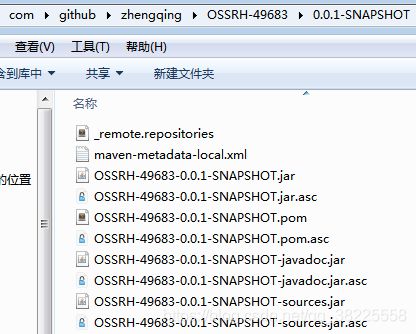 com github zhengqing OSSRH-49683 0.0.1-SNAPSHOT
查看(V) 工具(T) 帮助(H)
含到库中 共享 新建文件夹
名称
_remote.repositories
maven-metadata-local.xml
的位置
OSSRH-49683-0.0.1-SNAPSHOT.jar
OSSRH-49683-0.0.1-SNAPSHOT.jar.asc
OSSRH-49683-0.0.1-SNAPSHOT.pom
OSSRH-49683-0.0.1-SNAPSHOT.pom.asc
OSSRH-49683-0.0.1-SNAPSHOT-javadoc.jar
OSSRH-49683-0.0.1-SNAPSHOT-javadoc.jar.asc
OSSRH-49683-0.0.1-SNAPSHOT-sources.jar
OSSRH-49683-0.0.1-SNAPSHOT-sources.jar.asc